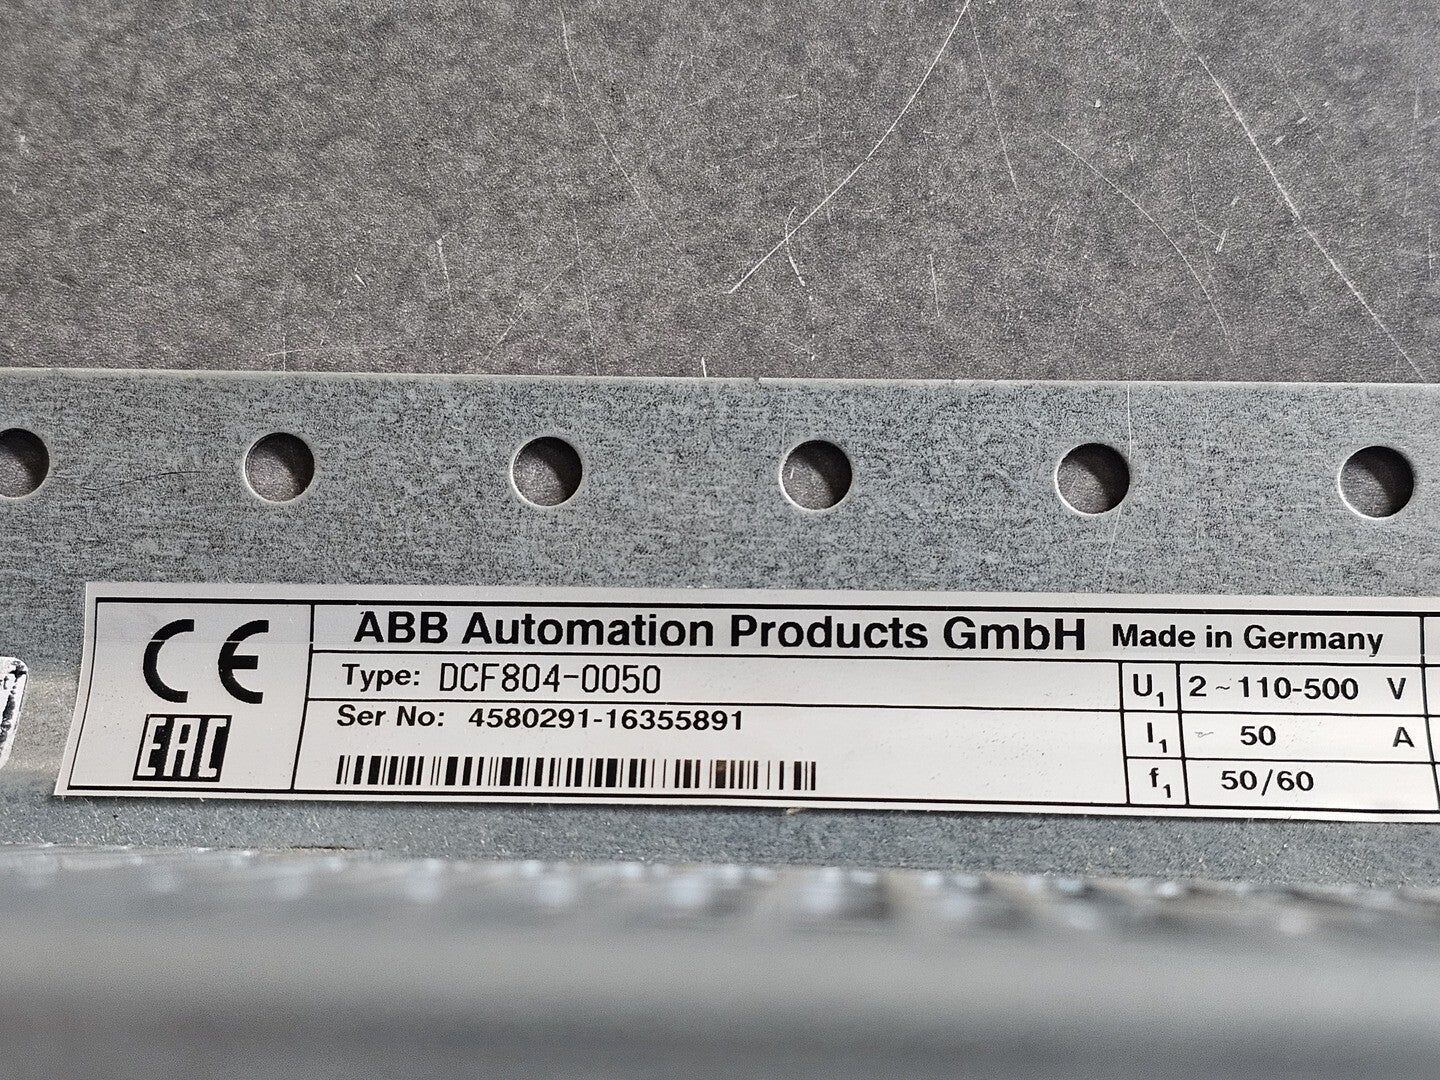 CE
EAC
ABB Automation Products GmbH Made in Germany
Type: DCF804-0050
Ser No: 4580291-16355891
U1 2 ~ 110-500 V
I1 50 A
f1 50/60